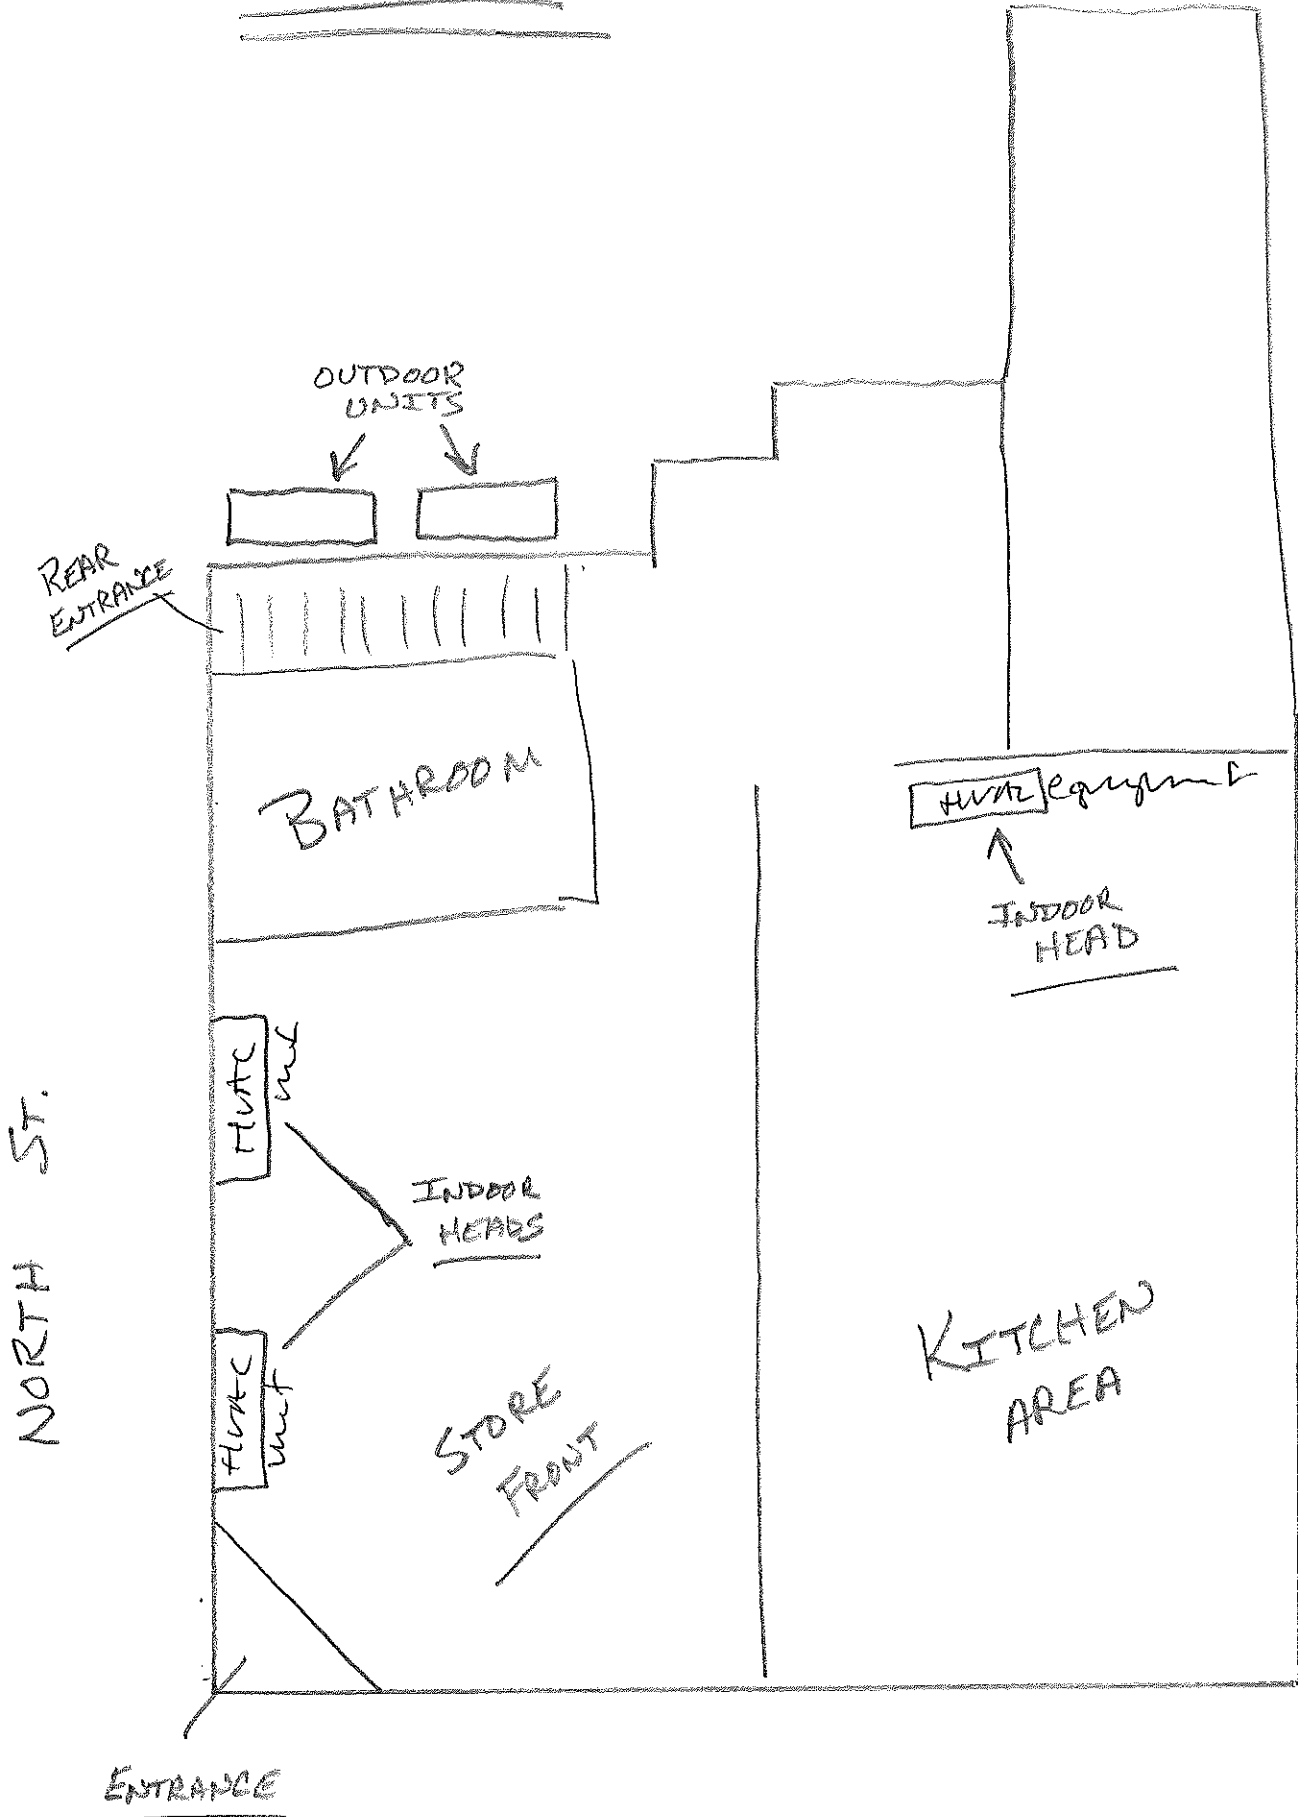 OUTDOOR
UNITS
REAR
ENTRANCE
BATHROOM
HVAC equipment
INDOOR
HEAD
HVAC
unit
NORTH ST.
INDOOR
HEADS
HVAC
unit
STORE
FRONT
KITCHEN
AREA
ENTRANCE